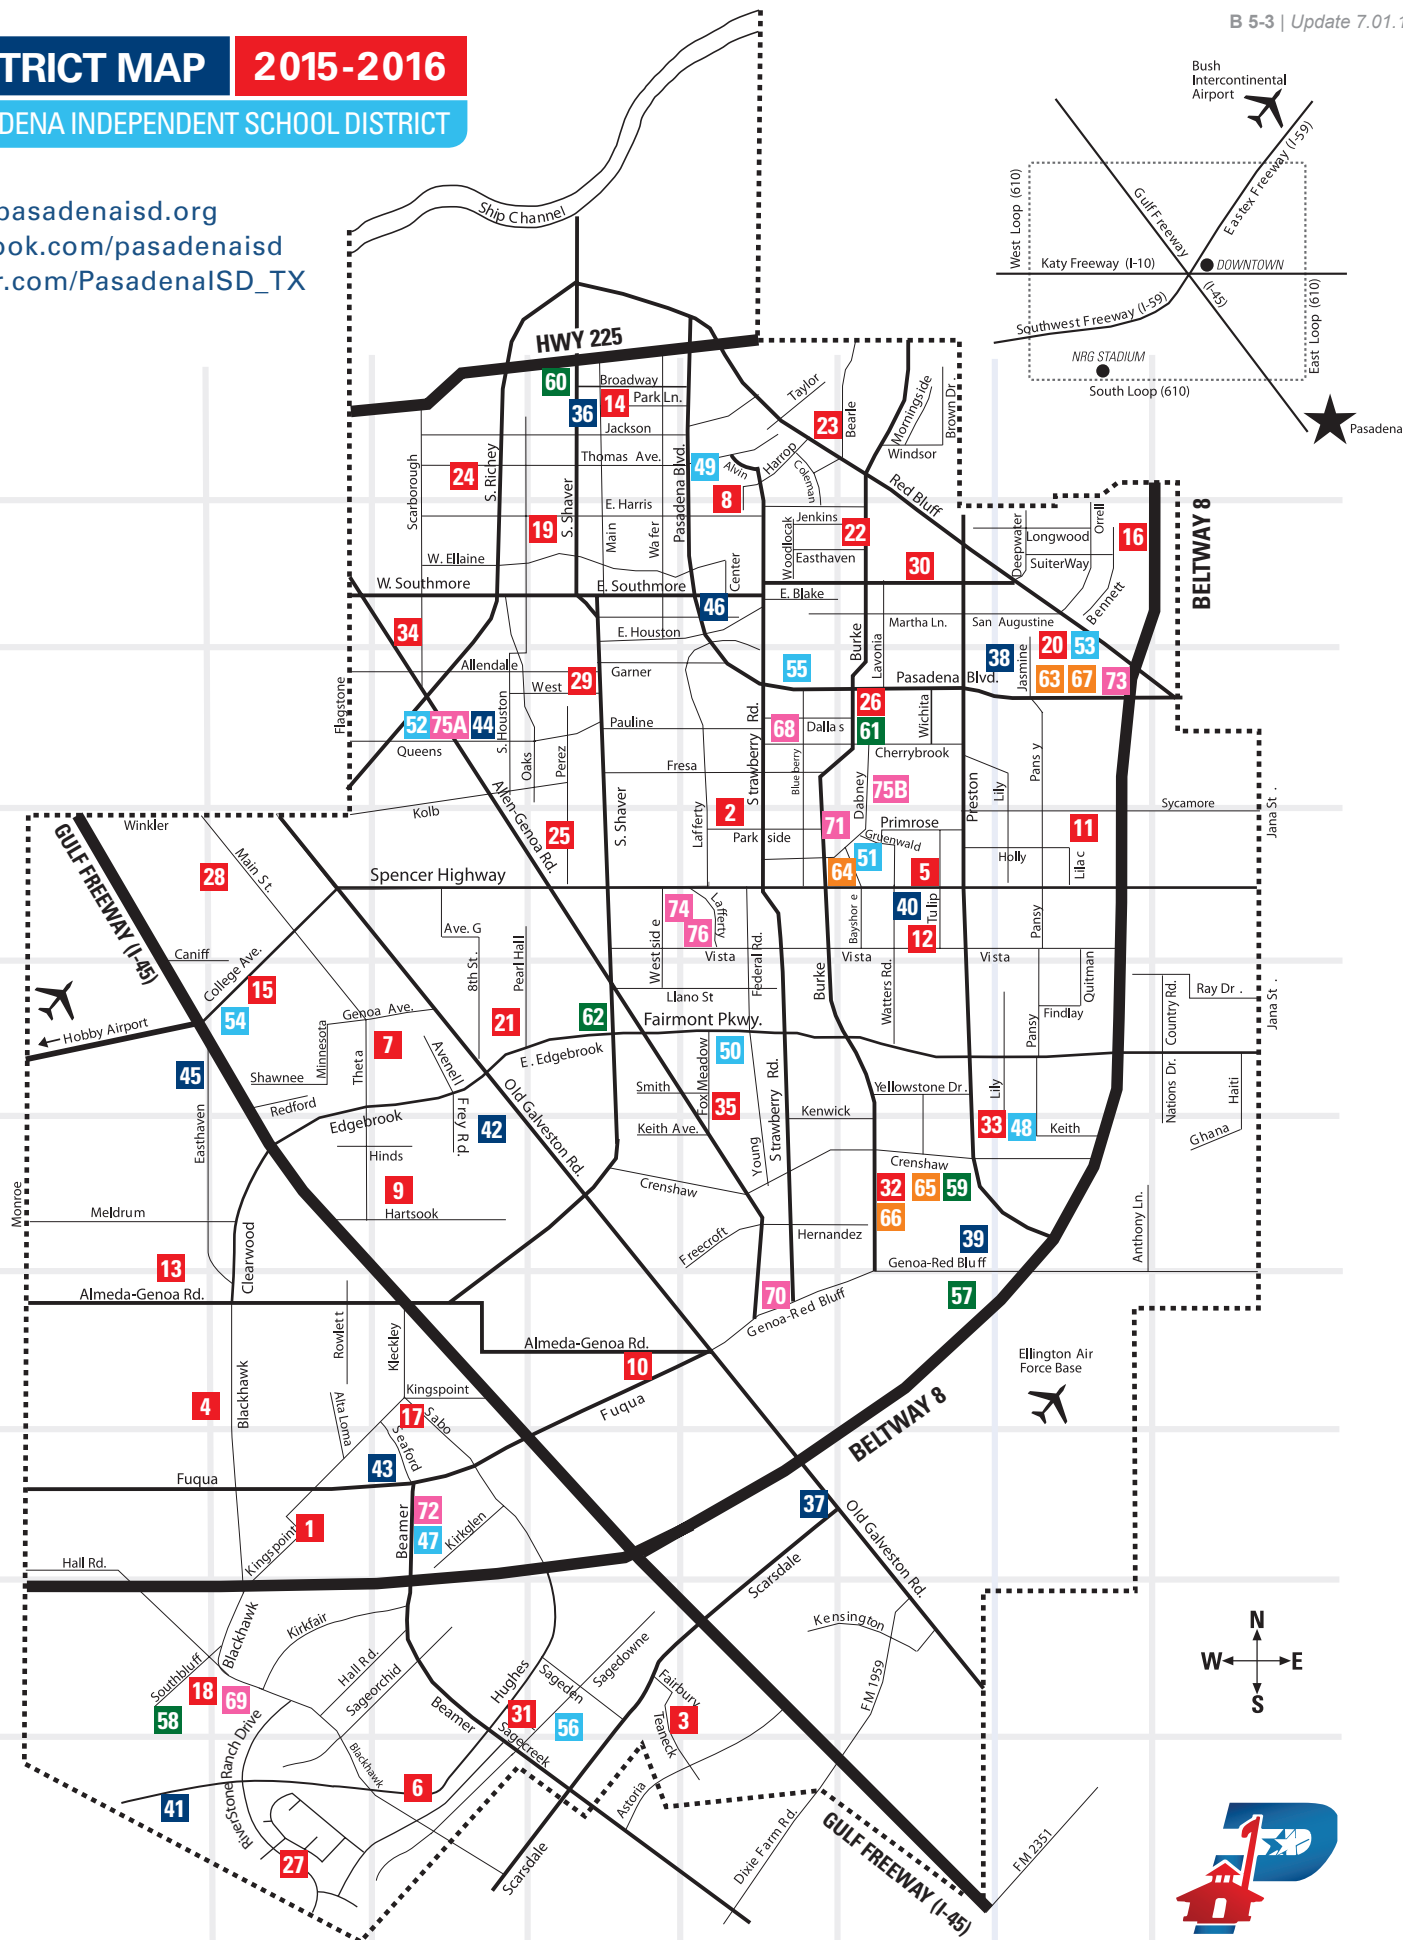 B 5-3 | Update 7.01.1
TRICT MAP
2015-2016
DENA INDEPENDENT SCHOOL DISTRICT
pasadenaisd.org
ook.com/pasadenaisd
r.com/PasadenaISD_TX
Bush
Intercontinental
Airport
West Loop (610)
Gulf Freeway
Eastex Freeway (I-59)
Katy Freeway (I-10)
DOWNTOWN
(I-45)
Southwest Freeway (I-59)
East Loop (610)
NRG STADIUM
South Loop (610)
Pasadena
Ship Channel
HWY 225
60
Broadway
36
14
Park Ln.
Jackson
Taylor
23
Bearle
Morningside
Brown Dr.
Windsor
Thomas Ave.
49
Alvin
Harrop
Coleman
24
S. Richey
Scarborough
S. Shaver
Pasadena Blvd.
8
E. Harris
Red Bluff
19
Main
Wafer
Jenkins
22
Woodlocak
Easthaven
30
Deepwater
Longwood
Orrell
16
SuiterWay
BELTWAY 8
W. Ellaine
Center
W. Southmore
E. Southmore
46
E. Blake
Bennett
34
E. Houston
Martha Ln.
San Augustine
Burke
Lavonia
38
Jasmine
20
53
Allendale
Garner
55
Pasadena Blvd.
63
67
73
West
29
26
Wichita
Flagstone
52
75A
44
S. Houston
Pauline
68
Dallas
61
Queens
Cherrybrook
Oaks
Perez
Fresa
Strawberry Rd.
Blueberry
Pansy
Allen-Genoa Rd.
Dabney
75B
Preston
Lily
Sycamore
Jana St.
Kolb
2
Lafferty
Parkside
71
Primrose
Gruenwald
11
Winkler
S. Shaver
25
51
Holly
Lilac
GULF FREEWAY (I-45)
28
Main St.
64
5
Spencer Highway
74
Lafferty
40
Tulip
Ave. G
Westside
76
Bayshore
12
Pansy
Caniff
Pearl Hall
8th St.
Vista
Vista
Vista
Federal Rd.
College Ave.
15
Burke
Watters Rd.
Quitman
Country Rd.
Ray Dr.
Jana St.
Llano St
54
Genoa Ave.
21
62
Fairmont Pkwy.
Findlay
Hobby Airport
Minnesota
7
50
Pansy
Theta
Avenell
E. Edgebrook
Fox Meadow
45
Shawnee
Smith
Yellowstone Dr.
Lily
Nations Dr.
Haiti
Redford
Old Galveston Rd.
35
Strawberry Rd.
Kenwick
33
48
Edgebrook
Frey Rd.
42
Keith Ave.
Keith
Easthaven
Hinds
Young
Crenshaw
Ghana
Monroe
9
Crenshaw
32
65
59
Meldrum
Hartsook
66
Anthony Ln.
Clearwood
Freecroft
Hernandez
39
13
Genoa-Red Bluff
Almeda-Genoa Rd.
70
57
Genoa-Red Bluff
Rowlett
Kleckley
Almeda-Genoa Rd.
10
Ellington Air
Force Base
Blackhawk
4
Kingspoint
Alta Loma
17
Sabo
Fuqua
Seaford
BELTWAY 8
43
Fuqua
72
37
Old Galveston Rd.
1
Beamer
47
Kirkglen
Kingspoint
Hall Rd.
Scarsdale
Blackhawk
Kirkfair
Kensington
N
W
E
S
Southbluff
Hall Rd.
Sageorchid
Hughes
Sageden
Sagedowne
FM 1959
18
69
Fairbury
58
Beamer
31
56
3
Teaneck
Sagecreek
RiverStone Ranch Drive
Blackhawk
6
41
Astoria
GULF FREEWAY (I-45)
27
Scarsdale
Dixie Farm Rd.
FM 2351